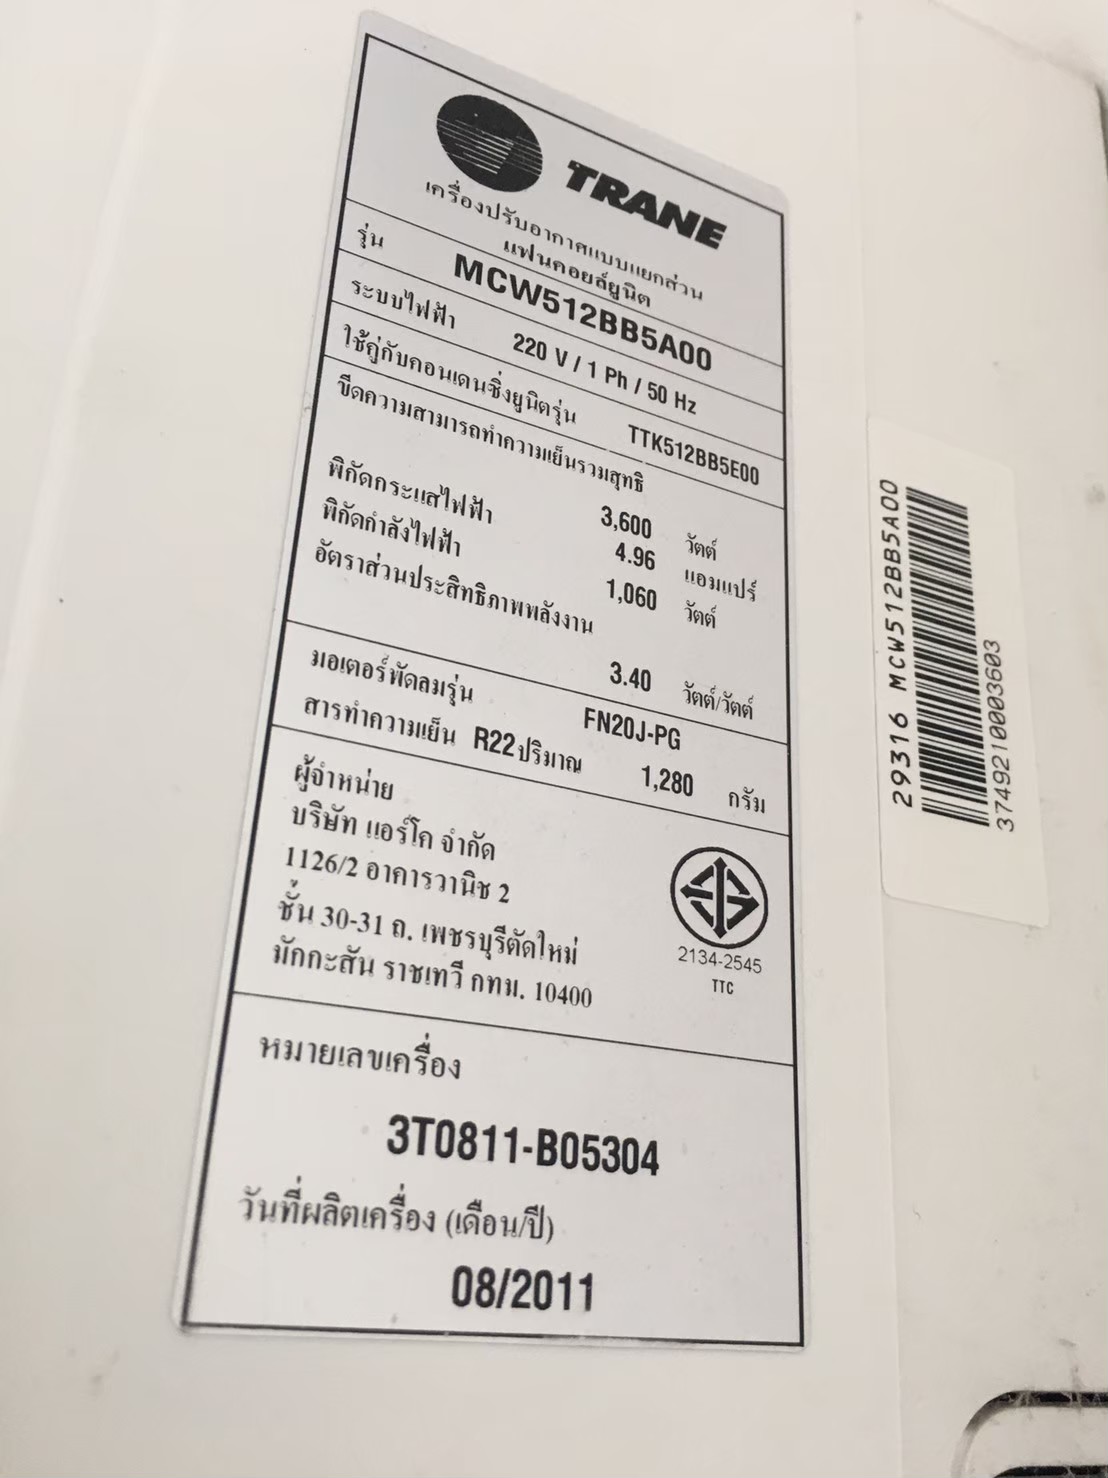 TRANE
เครื่องปรับอากาศแบบแยกส่วน
แฟนคอยล์ยูนิต
รุ่น MCW512BB5A00
ระบบไฟฟ้า 220 V / 1 Ph / 50 Hz
ใช้คู่กับคอนเดนซิ่งยูนิตรุ่น TTK512BB5E00
ขีดความสามารถทำความเย็นรวมสุทธิ
3,600 วัตต์
พิกัดกระแสไฟฟ้า 4.96 แอมแปร์
พิกัดกำลังไฟฟ้า 1,060 วัตต์
อัตราส่วนประสิทธิภาพพลังงาน
3.40 วัตต์/วัตต์
มอเตอร์พัดลมรุ่น FN20J-PG
สารทำความเย็น R22 ปริมาณ 1,280 กรัม
ผู้จำหน่าย
บริษัท แอร์โค จำกัด
1126/2 อาคารวานิช 2
ชั้น 30-31 ถ. เพชรบุรีตัดใหม่
มักกะสัน ราชเทวี กทม. 10400
2134-2545
TTC
หมายเลขเครื่อง
3T0811-B05304
วันที่ผลิตเครื่อง (เดือน/ปี)
08/2011
29316 MCW512BB5A00
3749210003603